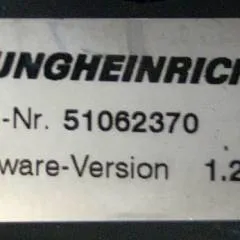 UNGHEINRICH
-Nr. 51062370
ware-Version 1.2